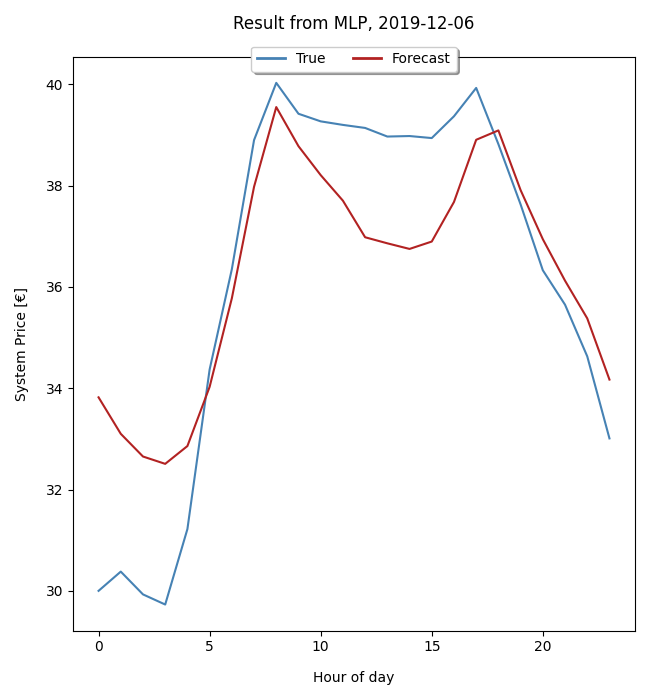 Result from MLP, 2019-12-06
True Forecast
40
38
36
34
32
30
System Price [€]
0 5 10 15 20
Hour of day